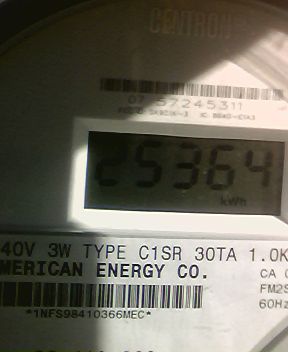 CENTRON
07 57245311
25364
kWh
40V 3W TYPE C1SR 30TA 1.0K
MERICAN ENERGY CO.
CA
FM2S
60Hz
*1NFS98410366MEC*